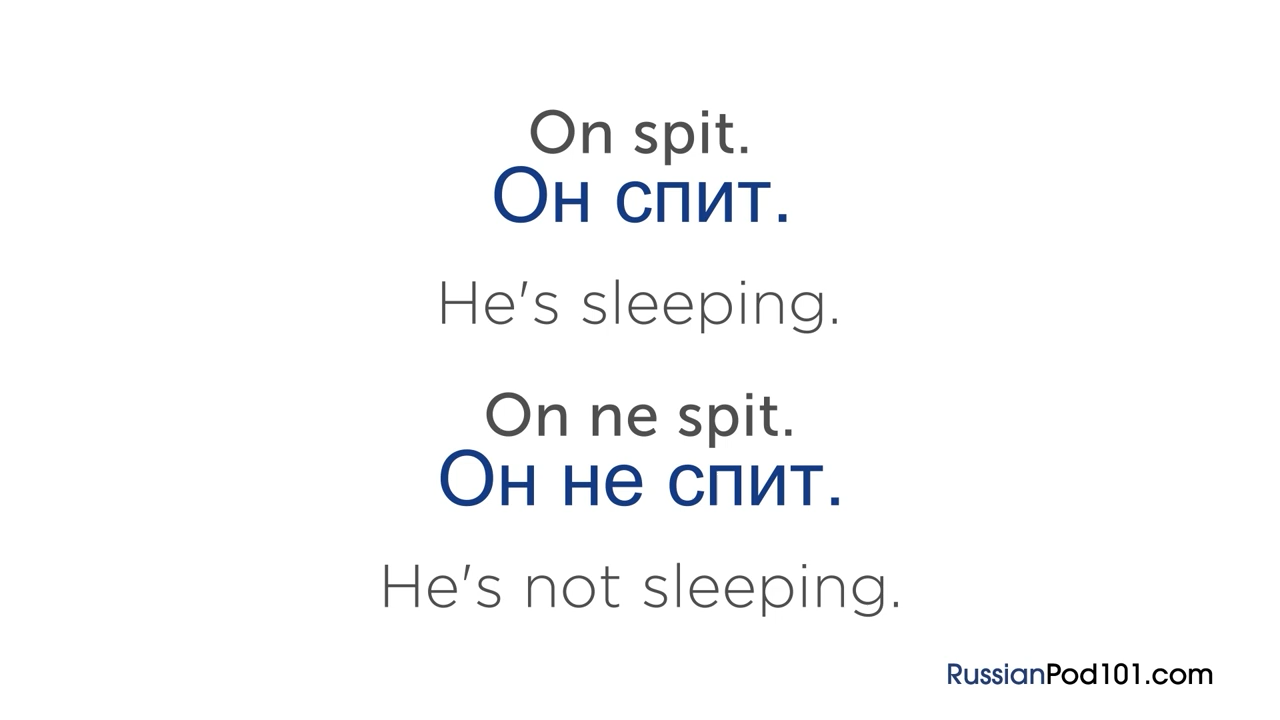 On spit.
Он спит.
He's sleeping.
On ne spit.
Он не спит.
He's not sleeping.
RussianPod101.com